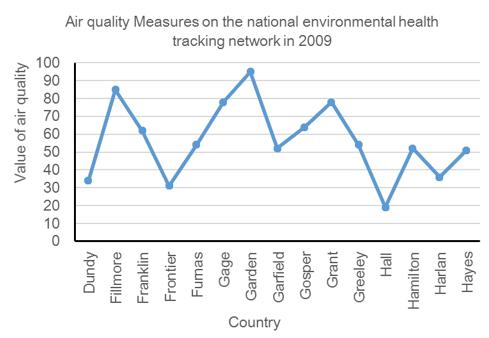 Air quality Measures on the national environmental health
tracking network in 2009
Value of air quality
100
90
80
70
60
50
40
30
20
10
0
Dundy
Fillmore
Franklin
Frontier
Furnas
Gage
Garden
Garfield
Gosper
Grant
Greeley
Hall
Hamilton
Harlan
Hayes
Country